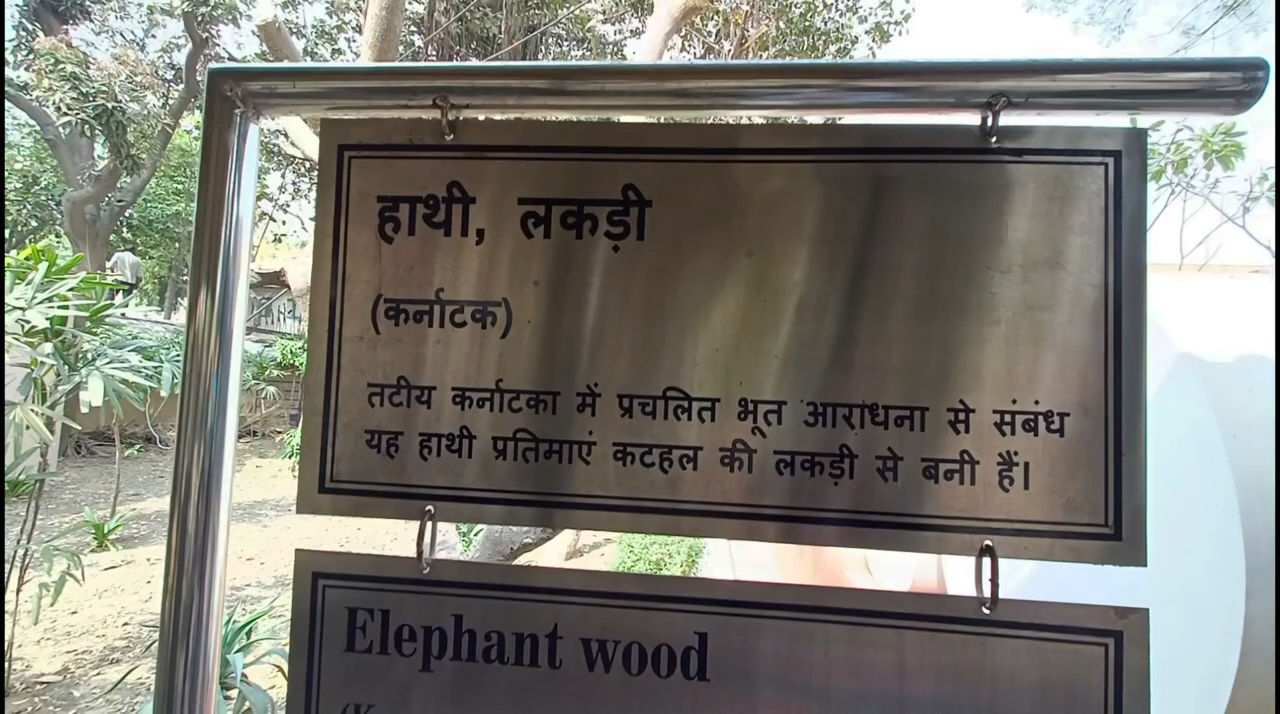 हाथी, लकड़ी
(कर्नाटक)
तटीय कर्नाटका में प्रचलित भूत आराधना से संबंध
यह हाथी प्रतिमाएं कटहल की लकड़ी से बनी हैं।
Elephant wood